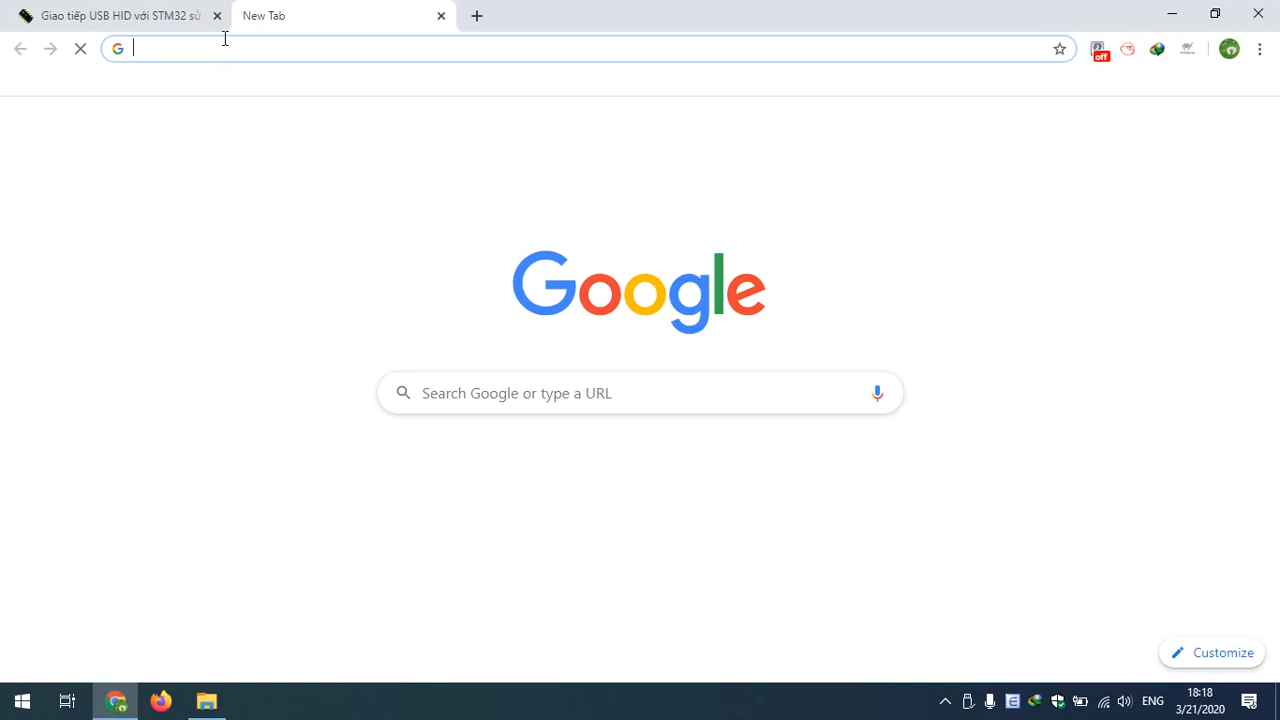 Giao tiếp USB HID với STM32 sử
New Tab
off
Google
Search Google or type a URL
Customize
ENG
18:18
3/21/2020